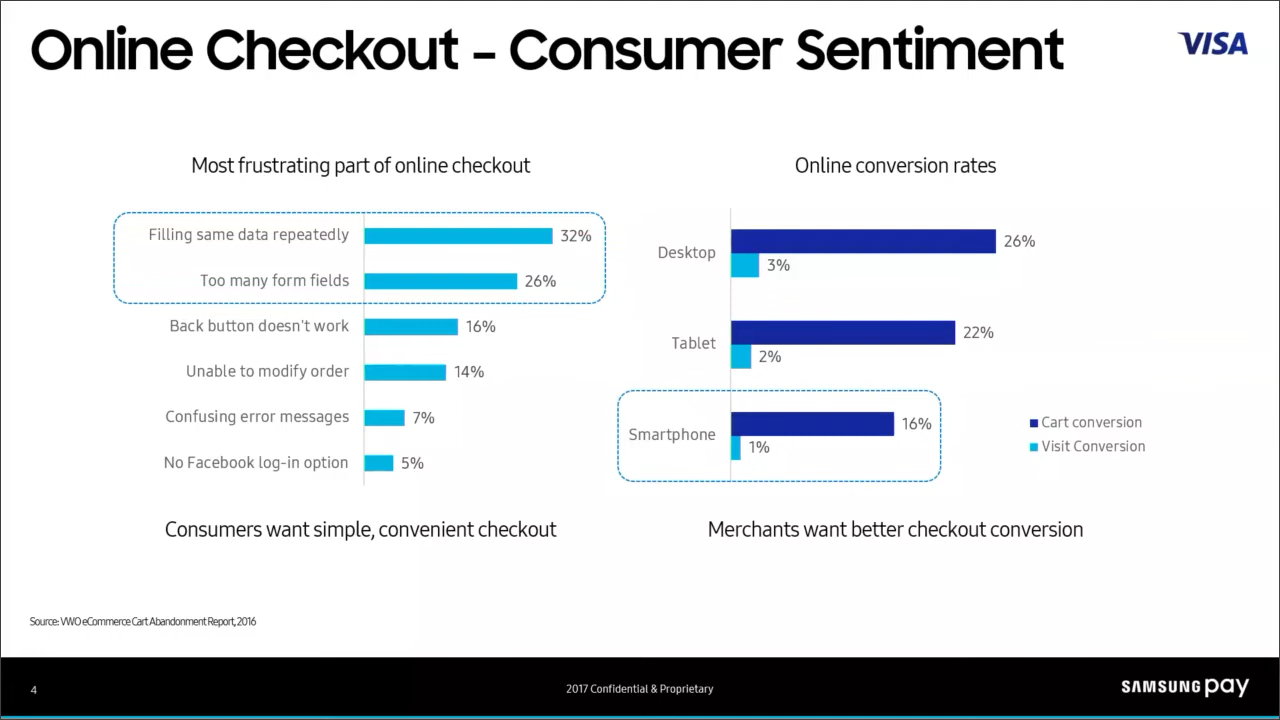 Online Checkout – Consumer Sentiment
VISA
Most frustrating part of online checkout
Filling same data repeatedly 32%
Too many form fields 26%
Back button doesn't work 16%
Unable to modify order 14%
Confusing error messages 7%
No Facebook log-in option 5%
Consumers want simple, convenient checkout
Online conversion rates
Desktop 26%
3%
Tablet 22%
2%
Smartphone 16%
1%
Cart conversion
Visit Conversion
Merchants want better checkout conversion
Source: VWO eCommerce Cart Abandonment Report, 2016
4
2017 Confidential & Proprietary
SAMSUNG pay